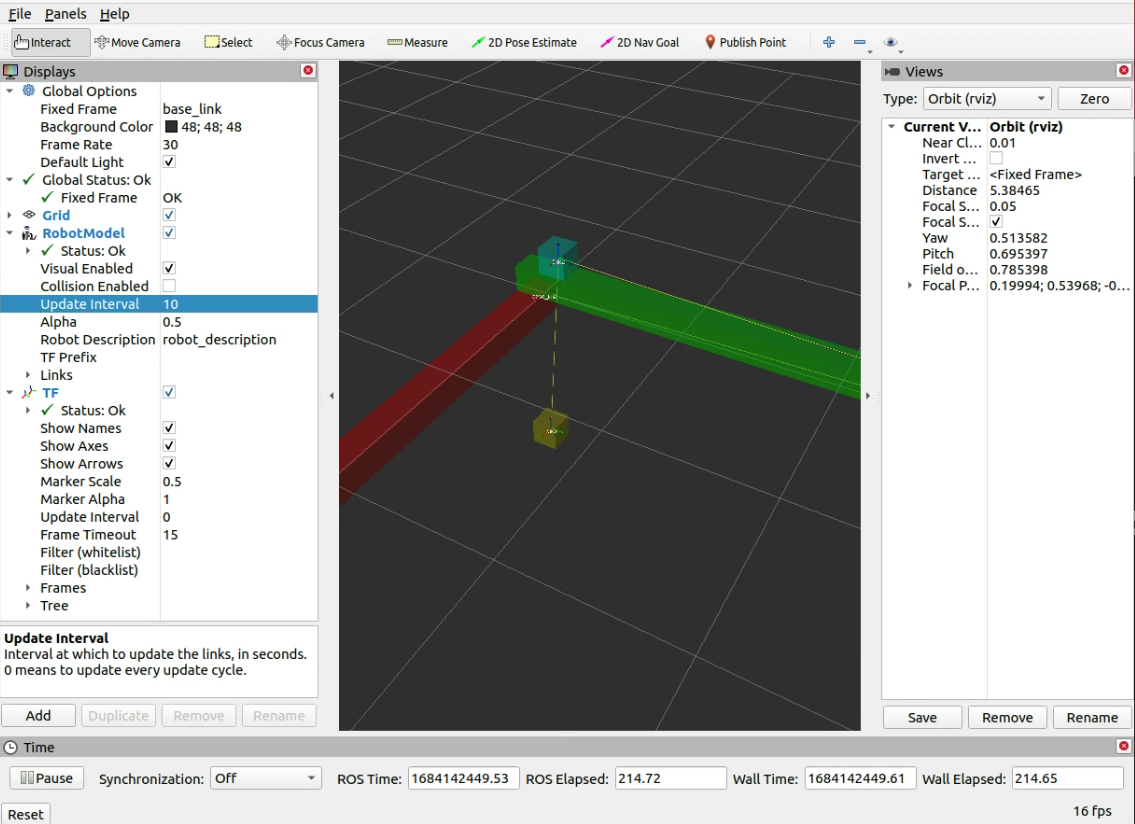 File Panels Help
Interact Move Camera Select Focus Camera Measure 2D Pose Estimate 2D Nav Goal Publish Point
Displays
Global Options
Fixed Frame base_link
Background Color 48; 48; 48
Frame Rate 30
Default Light
Global Status: Ok
Fixed Frame OK
Grid
RobotModel
Status: Ok
Visual Enabled
Collision Enabled
Update Interval 10
Alpha 0.5
Robot Description robot_description
TF Prefix
Links
TF
Status: Ok
Show Names
Show Axes
Show Arrows
Marker Scale 0.5
Marker Alpha 1
Update Interval 0
Frame Timeout 15
Filter (whitelist)
Filter (blacklist)
Frames
Tree
Update Interval
Interval at which to update the links, in seconds.
0 means to update every update cycle.
Add Duplicate Remove Rename
Views
Type: Orbit (rviz) Zero
Current V... Orbit (rviz)
Near Cl... 0.01
Invert ...
Target ... <Fixed Frame>
Distance 5.38465
Focal S... 0.05
Focal S...
Yaw 0.513582
Pitch 0.695397
Field o... 0.785398
Focal P... 0.19994; 0.53968; -0...
Save Remove Rename
Time
Pause Synchronization: Off ROS Time: 1684142449.53 ROS Elapsed: 214.72 Wall Time: 1684142449.61 Wall Elapsed: 214.65
Reset 16 fps